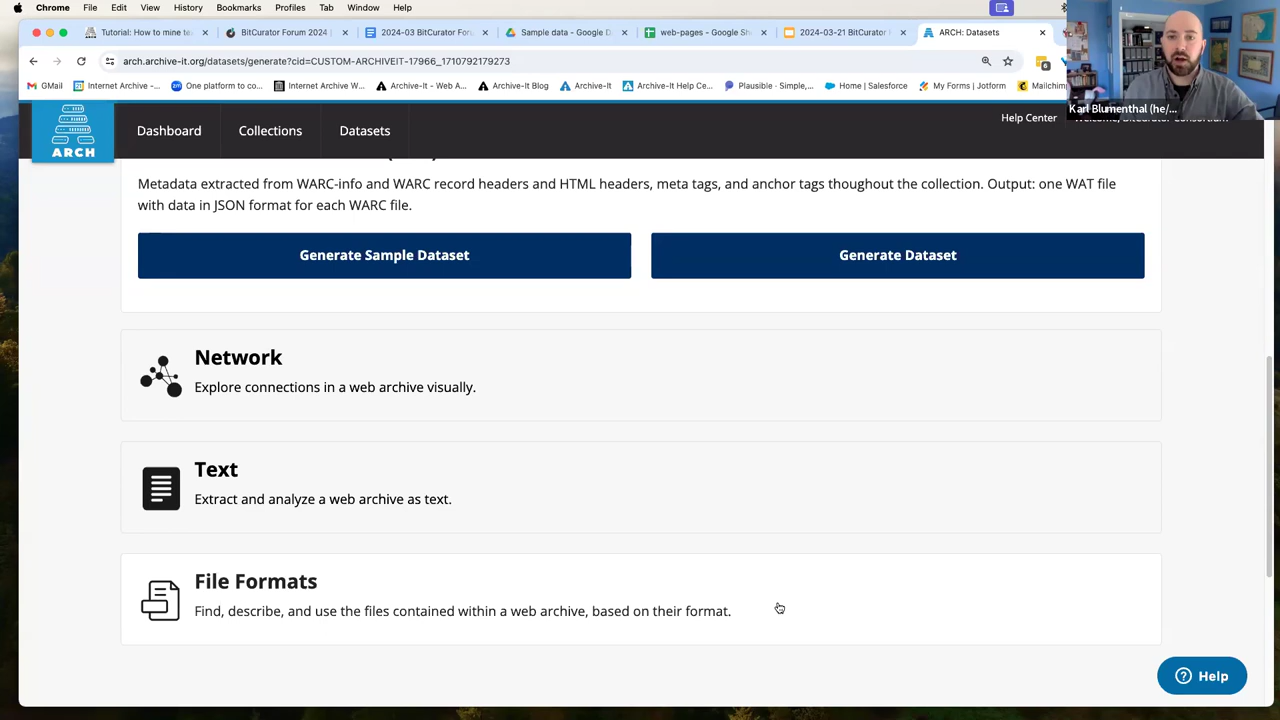 Chrome File Edit View History Bookmarks Profiles Tab Window Help
Tutorial: How to mine te
BitCurator Forum 2024
2024-03 BitCurator Foru
Sample data - Google D
web-pages - Google She
2024-03-21 BitCurator
ARCH: Datasets
arch.archive-it.org/datasets/generate?cid=CUSTOM-ARCHIVEIT-17966_1710792179273
GMail
Internet Archive -...
One platform to co...
Internet Archive W...
Archive-It - Web A...
Archive-It Blog
Archive-It
Archive-It Help Ce...
Plausible · Simple,...
Home | Salesforce
My Forms | Jotform
Mailchimp
Karl Blumenthal (he/...
ARCH
Dashboard
Collections
Datasets
Help Center
Metadata extracted from WARC-info and WARC record headers and HTML headers, meta tags, and anchor tags thoughout the collection. Output: one WAT file
with data in JSON format for each WARC file.
Generate Sample Dataset
Generate Dataset
Network
Explore connections in a web archive visually.
Text
Extract and analyze a web archive as text.
File Formats
Find, describe, and use the files contained within a web archive, based on their format.
Help